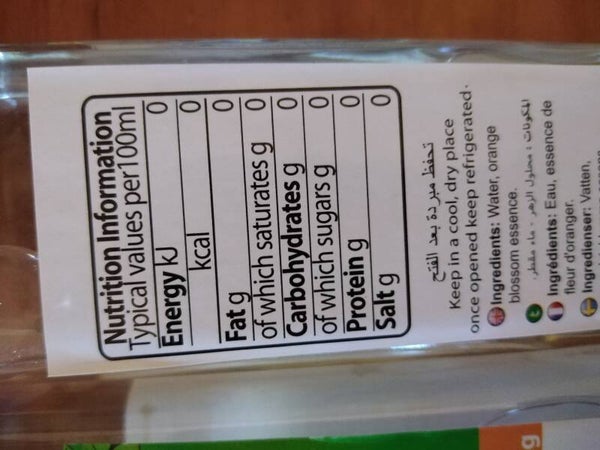 Nutrition Information
Typical values per100ml
Energy kJ 0
kcal 0
Fat g 0
of which saturates g 0
Carbohydrates g 0
of which sugars g 0
Protein g 0
Salt g 0
تحفظ مبردة بعد الفتح
Keep in a cool, dry place
once opened keep refrigerated.
Ingredients: Water, orange
blossom essence.
المكونات : محلول الزهر - ماء مقطر.
Ingrédients: Eau, essence de
fleur d'oranger.
Ingredienser: Vatten,
g